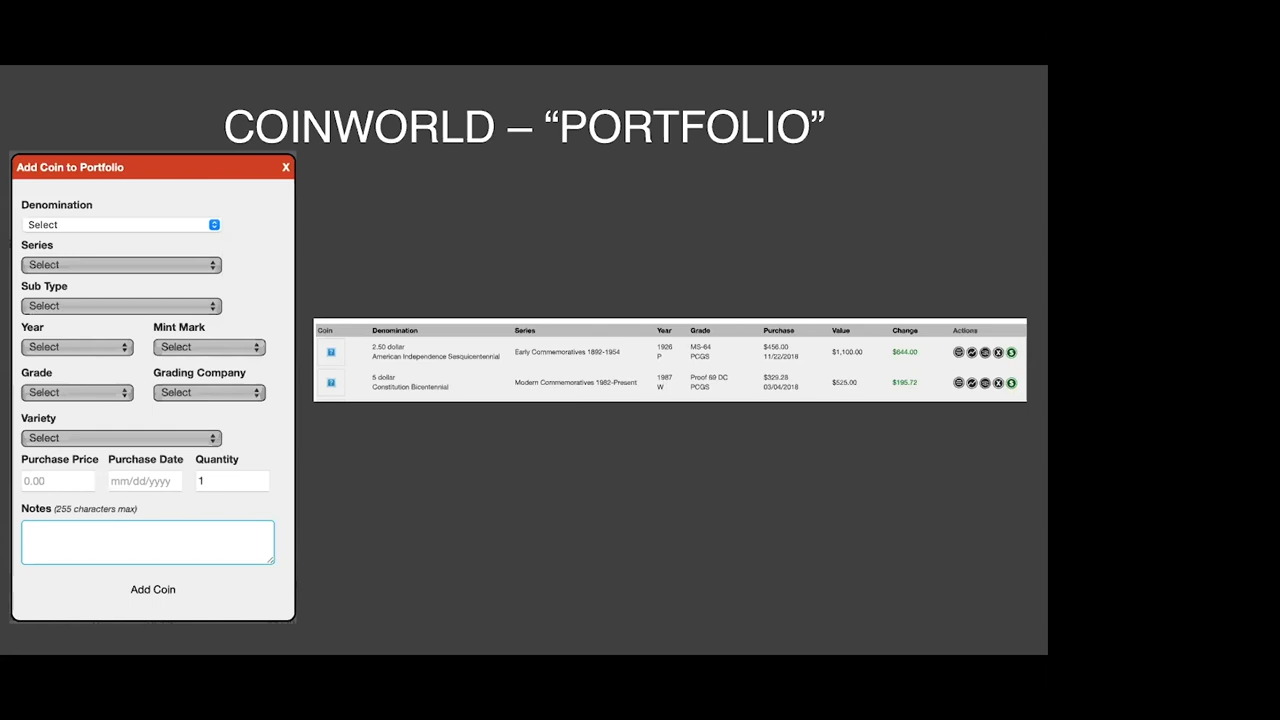 COINWORLD – “PORTFOLIO”
Add Coin to Portfolio X
Denomination
Select
Series
Select
Sub Type
Select
Year Mint Mark
Select Select
Grade Grading Company
Select Select
Variety
Select
Purchase Price Purchase Date Quantity
0.00 mm/dd/yyyy 1
Notes (255 characters max)
Add Coin
Coin Denomination Series Year Grade Purchase Value Change Actions
2.50 dollar 1926 MS-64 $456.00
Early Commemoratives 1892-1954 $1,100.00 $644.00
American Independence Sesquicentennial P PCGS 11/22/2018
5 dollar 1987 Proof 69 DC $329.28
Modern Commemoratives 1982-Present $525.00 $195.72
Constitution Bicentennial W PCGS 03/04/2018